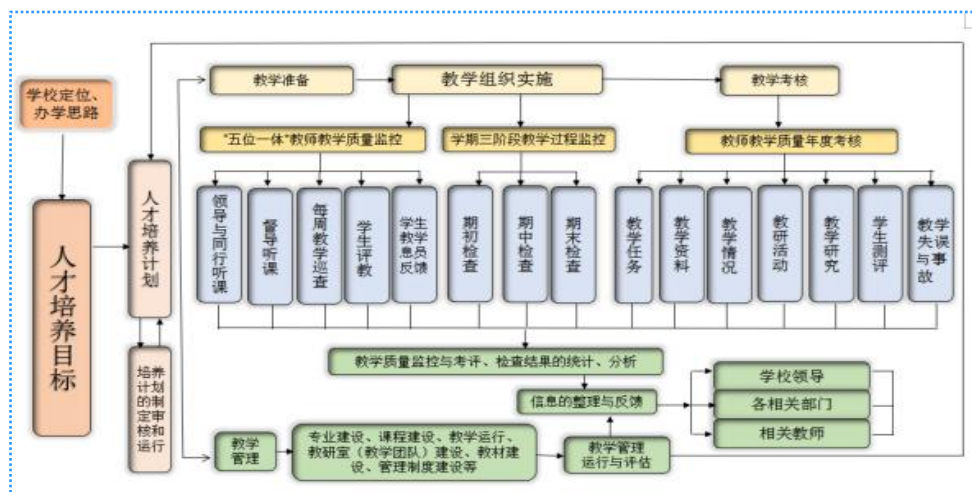 学校定位、
办学思路
人才培养目标
人才培养计划
培养
计划
的制
定审
核和
运行
教学准备
教学组织实施
教学考核
"五位一体"教师教学质量监控
学期三阶段教学过程监控
教师教学质量年度考核
领导与同行听课
督导听课
每周教学巡查
学生评教
学生
教学
息员
反馈
期初检查
期中检查
期末检查
教学任务
教学资料
教学情况
教研活动
教学研究
学生测评
教学
失误
与事
故
教学质量监控与考评、检查结果的统计、分析
信息的整理与反馈
学校领导
各相关部门
相关教师
教学
管理
专业建设、课程建设、教学运行、
教研室（教学团队）建设、教材建
设、管理制度建设等
教学管理
运行与评估